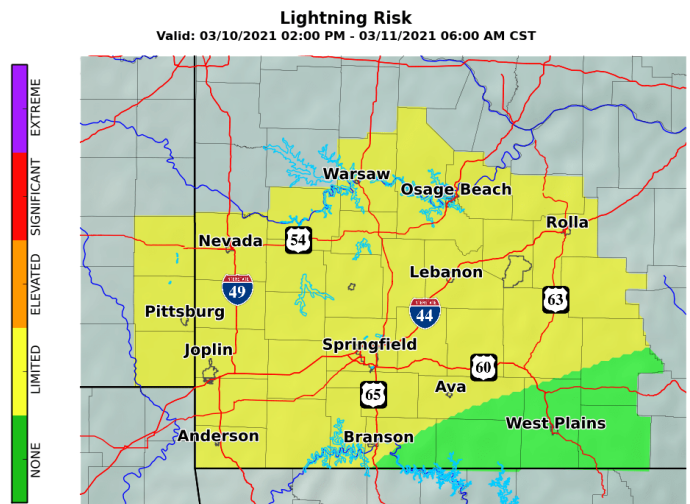 Lightning Risk
Valid: 03/10/2021 02:00 PM - 03/11/2021 06:00 AM CST
EXTREME
SIGNIFICANT
ELEVATED
LIMITED
NONE
Warsaw
Osage Beach
Rolla
Nevada
54
Lebanon
49
63
Pittsburg
44
Joplin
Springfield
60
65
Ava
West Plains
Anderson
Branson